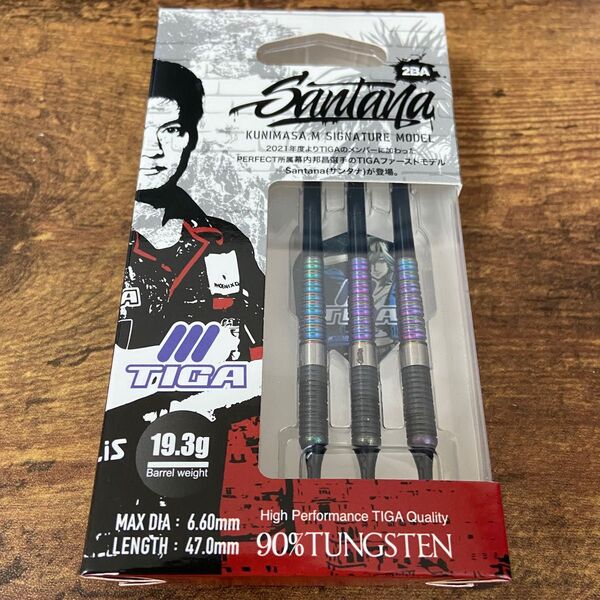 2BA
Santana
KUNIMASA.M SIGNATURE MODEL
2021年度よりTIGAのメンバーに加わった
PERFECT所属幕内邦昌選手のTIGAファーストモデル
Santana(サンタナ)が登場。
PHOENIX
TIGA
TIGA
19.3g
Barrel weight
MAX DIA : 6.60mm
LENGTH : 47.0mm
High Performance TIGA Quality
90%TUNGSTEN